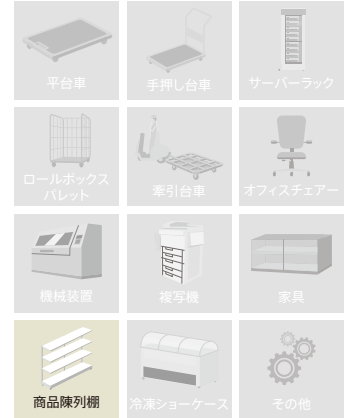 平台車
手押し台車
サーバーラック
ロールボックス
パレット
牽引台車
オフィスチェアー
機械装置
複写機
家具
商品陳列棚
冷凍ショーケース
その他